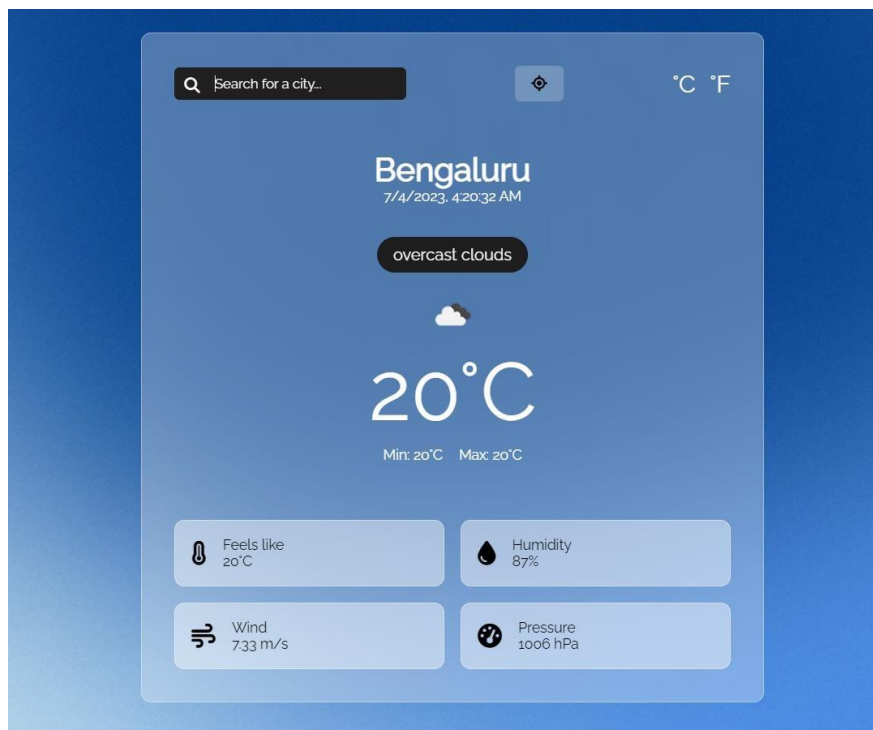 Search for a city...
°C °F
Bengaluru
7/4/2023, 4:20:32 AM
overcast clouds
20°C
Min: 20°C Max: 20°C
Feels like
20°C
Humidity
87%
Wind
7.33 m/s
Pressure
1006 hPa